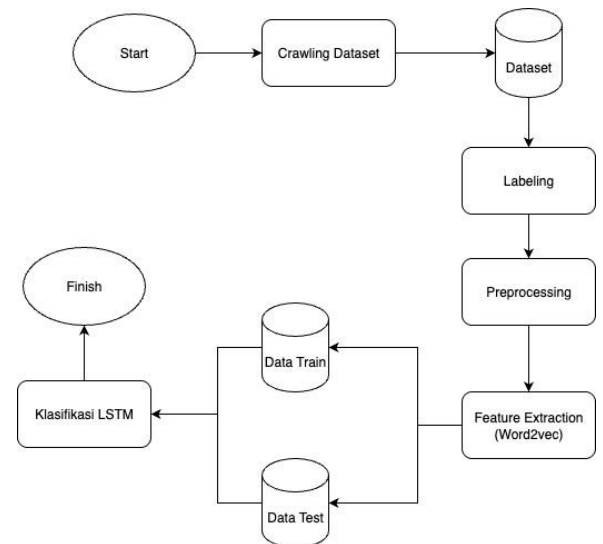 Start
Crawling Dataset
Dataset
Labeling
Preprocessing
Feature Extraction
(Word2vec)
Data Train
Data Test
Klasifikasi LSTM
Finish